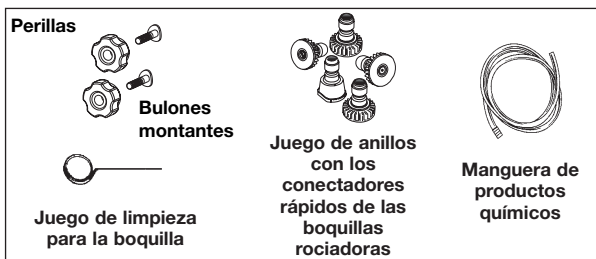 Perillas
Bulones
montantes
Juego de limpieza
para la boquilla
Juego de anillos
con los
conectadores
rápidos de las
boquillas
rociadoras
Manguera de
productos
químicos